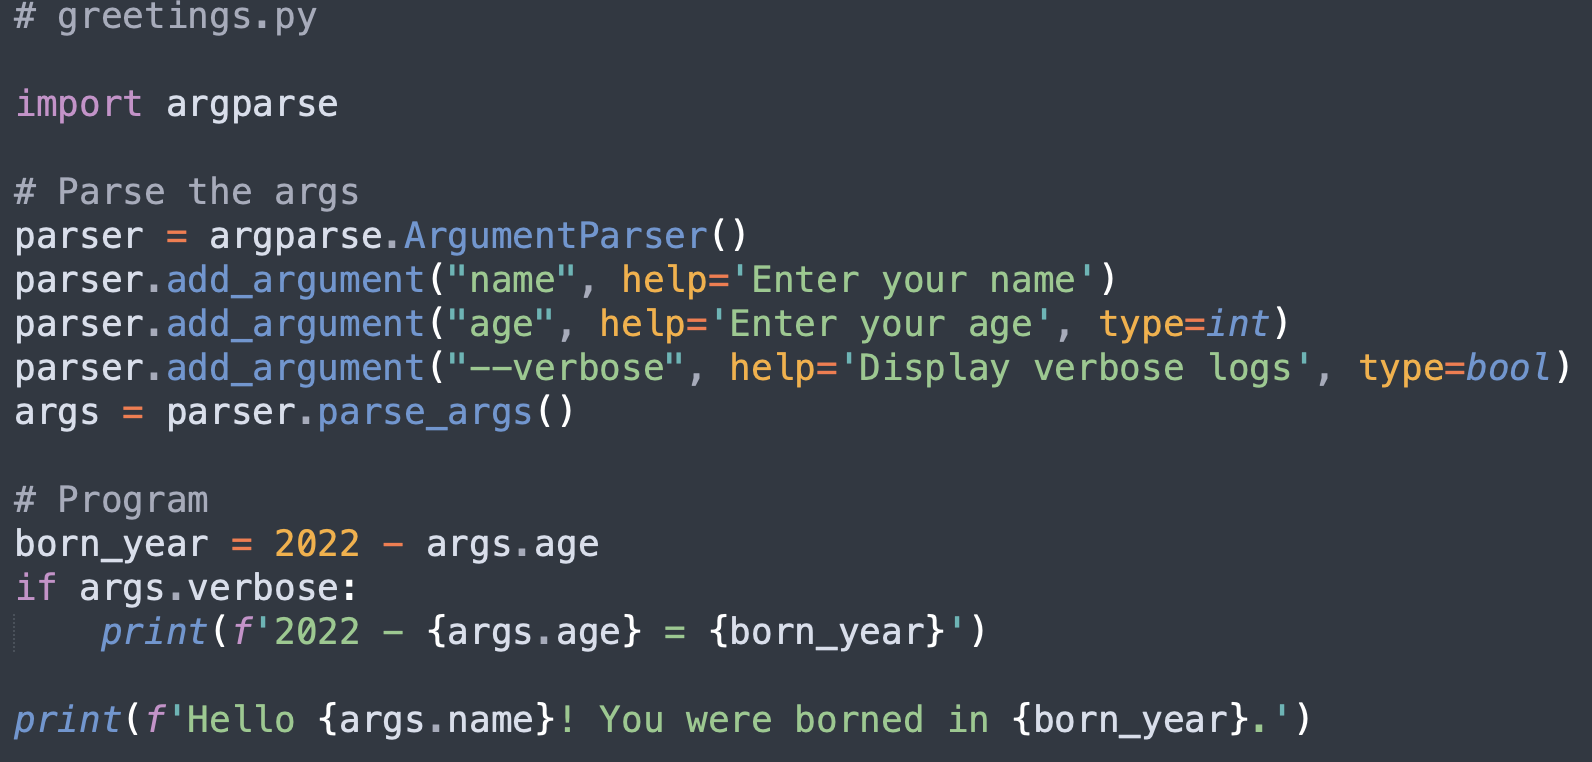 # greetings.py
import argparse
# Parse the args
parser = argparse.ArgumentParser()
parser.add_argument("name", help='Enter your name')
parser.add_argument("age", help='Enter your age', type=int)
parser.add_argument("--verbose", help='Display verbose logs', type=bool)
args = parser.parse_args()
# Program
born_year = 2022 - args.age
if args.verbose:
    print(f'2022 - {args.age} = {born_year}')
print(f'Hello {args.name}! You were borned in {born_year}.')